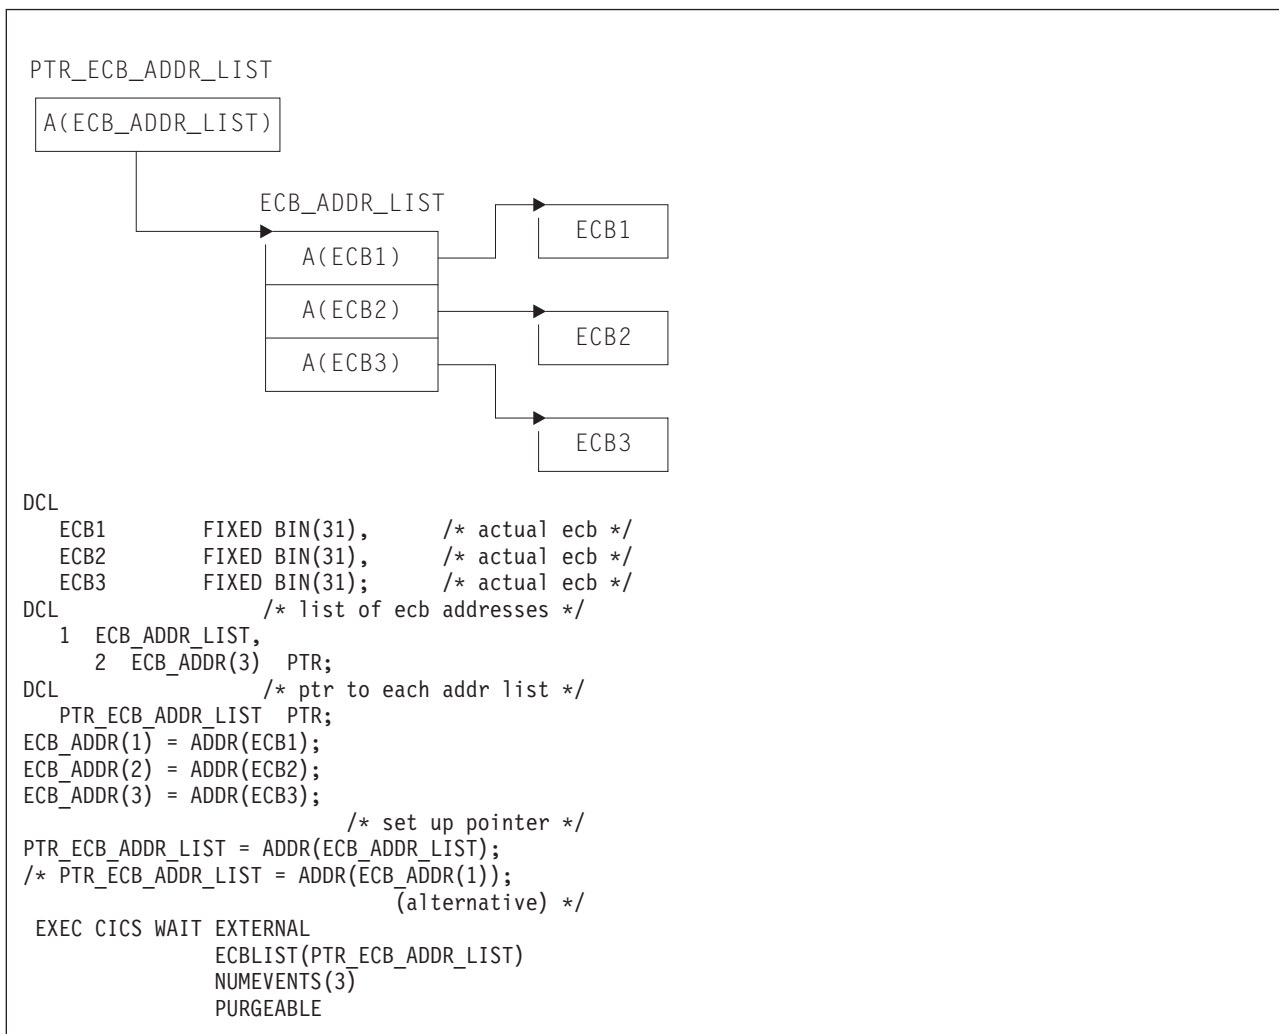 PTR_ECB_ADDR_LIST
A(ECB_ADDR_LIST)
ECB_ADDR_LIST
ECB1
A(ECB1)
A(ECB2)
ECB2
A(ECB3)
ECB3
DCL
   ECB1          FIXED BIN(31),      /* actual ecb */
   ECB2          FIXED BIN(31),      /* actual ecb */
   ECB3          FIXED BIN(31);      /* actual ecb */
DCL                 /* list of ecb addresses */
   1  ECB_ADDR_LIST,
      2  ECB_ADDR(3)  PTR;
DCL                 /* ptr to each addr list */
   PTR_ECB_ADDR_LIST  PTR;
ECB_ADDR(1) = ADDR(ECB1);
ECB_ADDR(2) = ADDR(ECB2);
ECB_ADDR(3) = ADDR(ECB3);
                           /* set up pointer */
PTR_ECB_ADDR_LIST = ADDR(ECB_ADDR_LIST);
/* PTR_ECB_ADDR_LIST = ADDR(ECB_ADDR(1));
                               (alternative) */
 EXEC CICS WAIT EXTERNAL
                ECBLIST(PTR_ECB_ADDR_LIST)
                NUMEVENTS(3)
                PURGEABLE